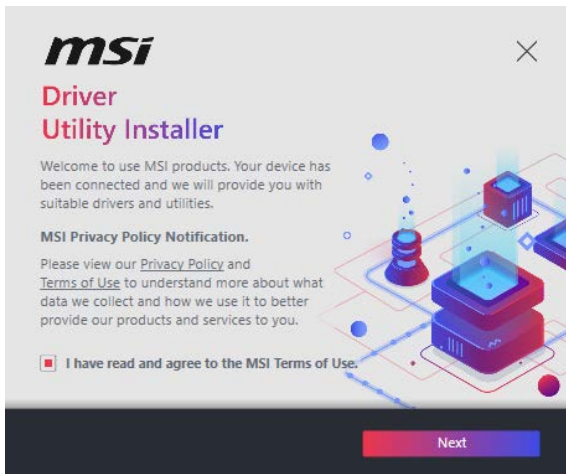 msi
Driver
Utility Installer
Welcome to use MSI products. Your device has
been connected and we will provide you with
suitable drivers and utilities.
MSI Privacy Policy Notification.
Please view our Privacy Policy and
Terms of Use to understand more about what
data we collect and how we use it to better
provide our products and services to you.
I have read and agree to the MSI Terms of Use.
Next